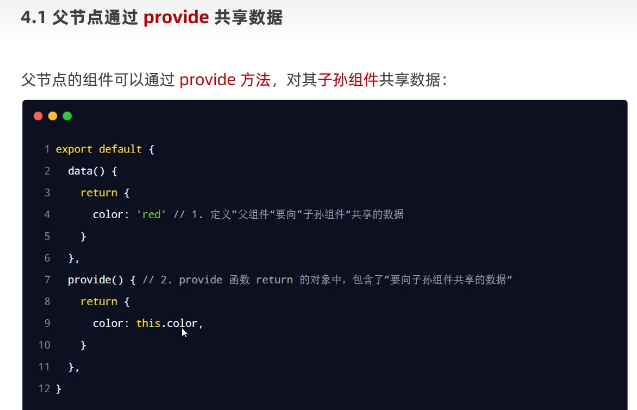 4.1 父节点通过 provide 共享数据
父节点的组件可以通过 provide 方法，对其子孙组件共享数据：
1 export default {
2   data() {
3     return {
4       color: 'red' // 1. 定义“父组件”要向“子孙组件”共享的数据
5     }
6   },
7   provide() { // 2. provide 函数 return 的对象中，包含了“要向子孙组件共享的数据”
8     return {
9       color: this.color,
10     }
11   },
12 }